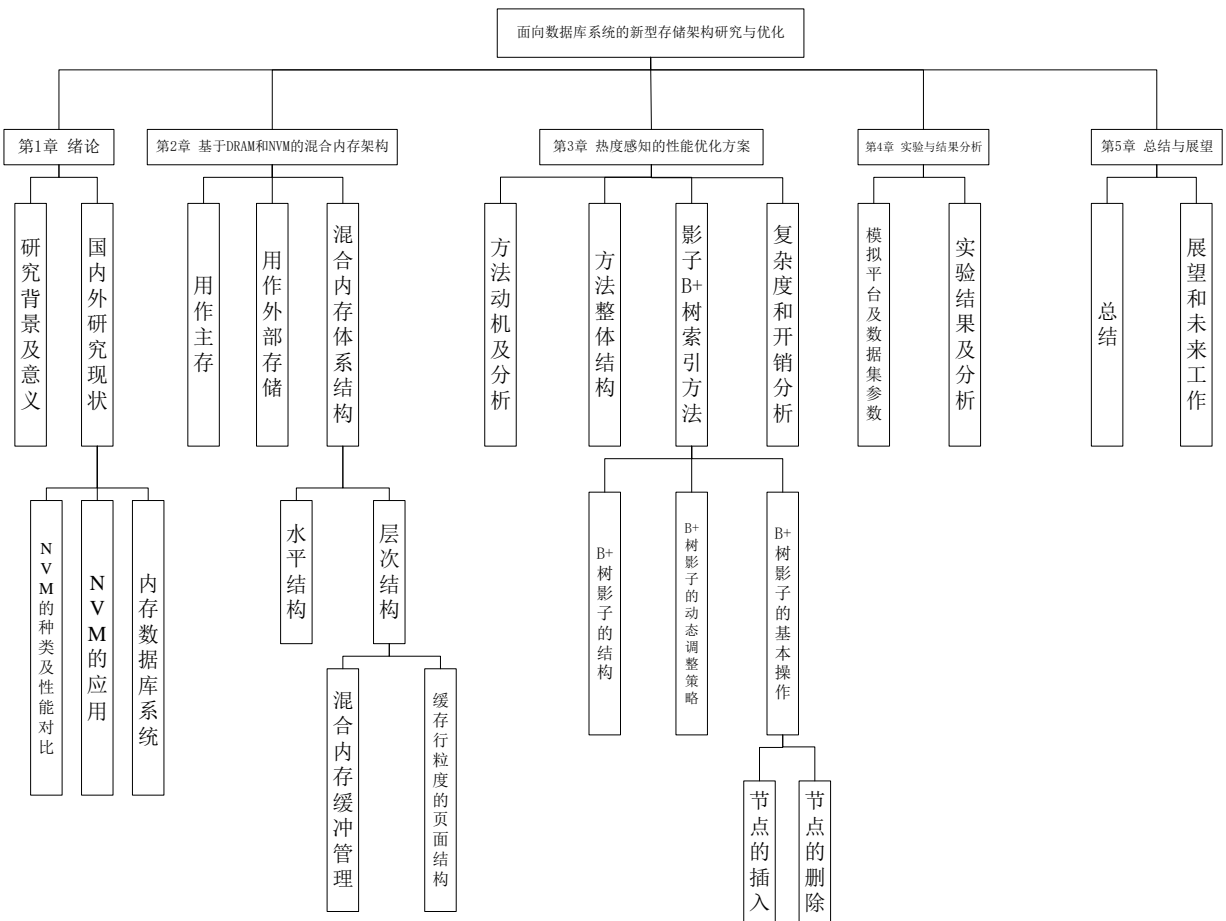 面向数据库系统的新型存储架构研究与优化
第1章 绪论
第2章 基于DRAM和NVM的混合内存架构
第3章 热度感知的性能优化方案
第4章 实验与结果分析
第5章 总结与展望
研究背景及意义
国内外研究现状
用作主存
用作外部存储
混合内存体系结构
方法动机及分析
方法整体结构
影子B+树索引方法
复杂度和开销分析
模拟平台及数据集参数
实验结果及分析
总结
展望和未来工作
NVM的种类及性能对比
NVM的应用
内存数据库系统
水平结构
层次结构
B+树影子的结构
B+树影子的动态调整策略
B+树影子的基本操作
混合内存缓冲管理
缓存行粒度的页面结构
节点的插入
节点的删除